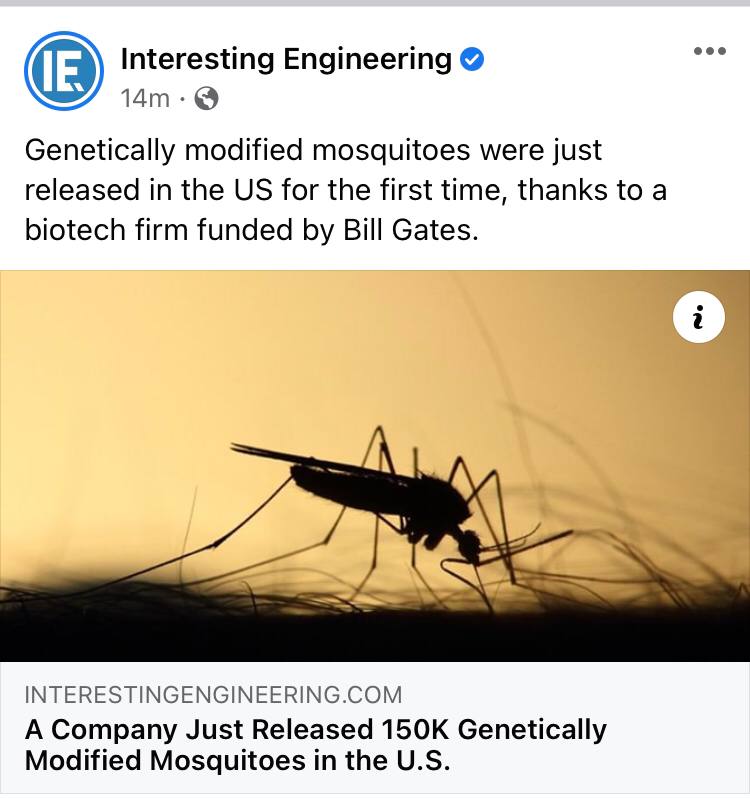 IE
Interesting Engineering
14m ·
Genetically modified mosquitoes were just
released in the US for the first time, thanks to a
biotech firm funded by Bill Gates.
i
INTERESTINGENGINEERING.COM
A Company Just Released 150K Genetically
Modified Mosquitoes in the U.S.